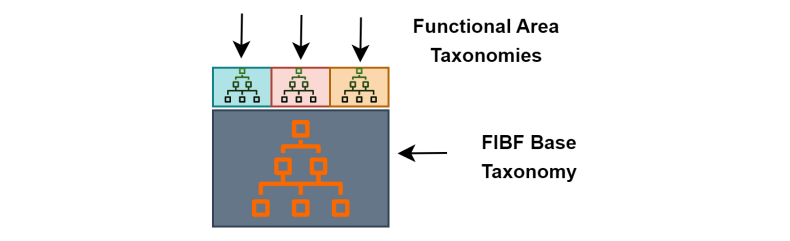 Functional Area
Taxonomies
FIBF Base
Taxonomy